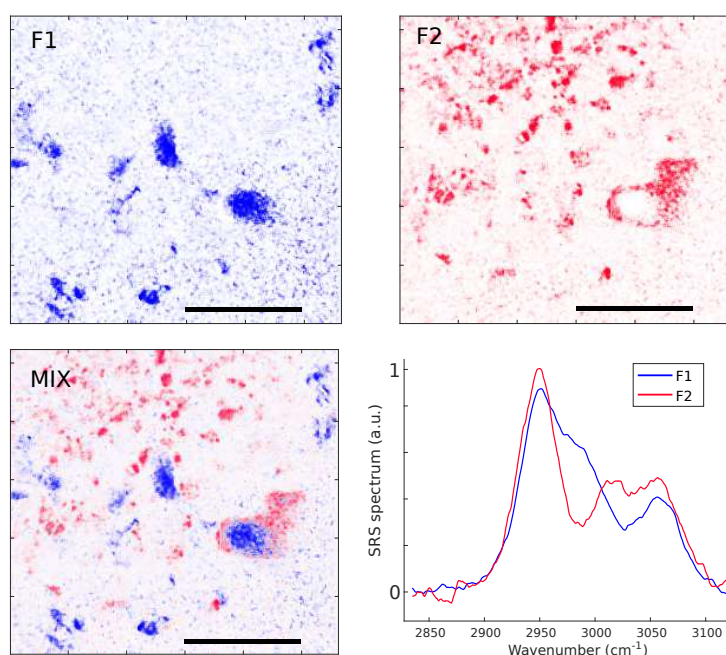 F1
F2
MIX
SRS spectrum (a.u.)
1
0
F1
F2
2850 2900 2950 3000 3050 3100
Wavenumber (cm⁻¹)